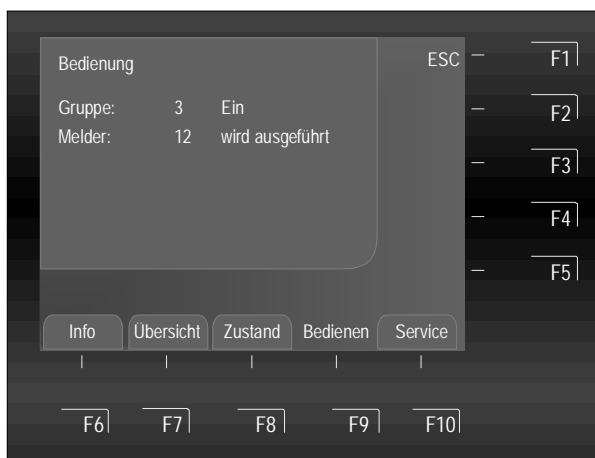 Bedienung
ESC
F1
Gruppe: 3 Ein
F2
Melder: 12 wird ausgeführt
F3
F4
F5
Info Übersicht Zustand Bedienen Service
F6 F7 F8 F9 F10